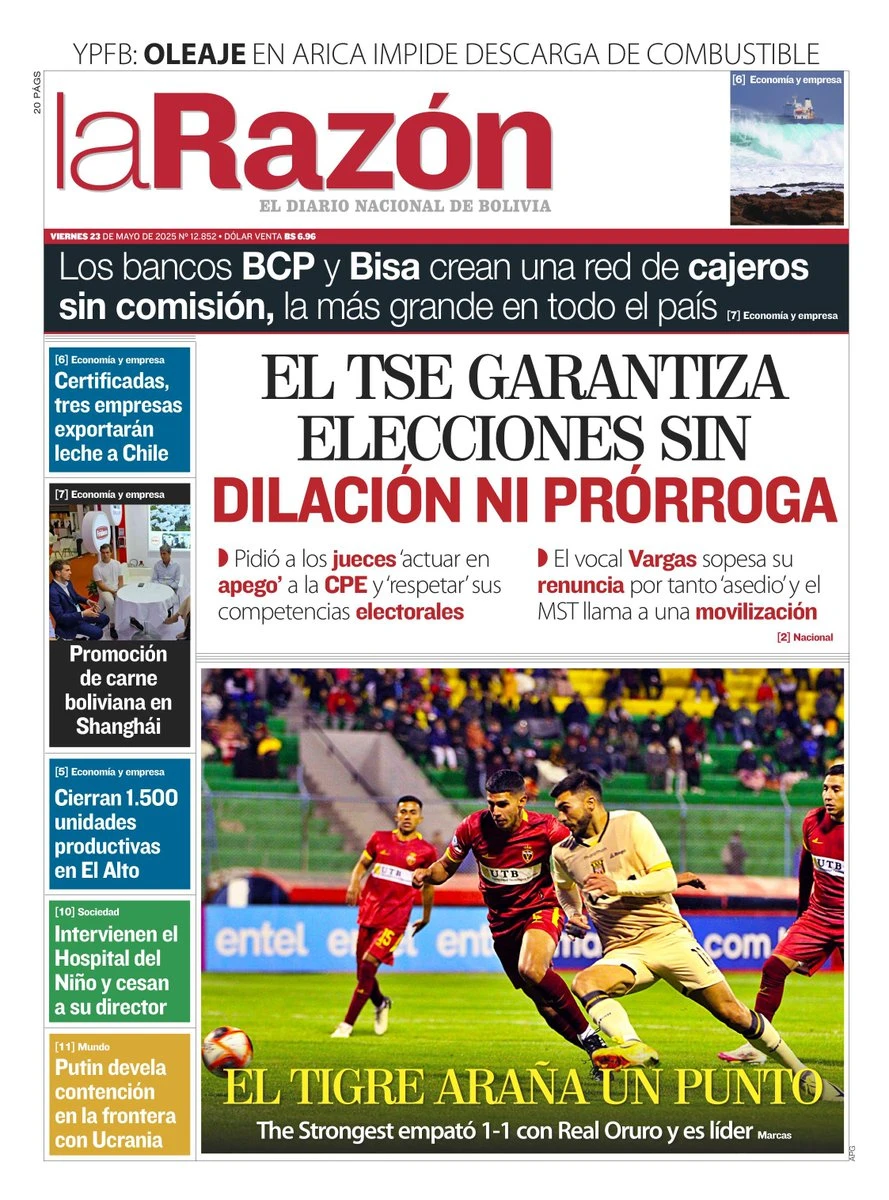 YPFB: OLEAJE EN ARICA IMPIDE DESCARGA DE COMBUSTIBLE
20 PÁGS
[6] Economía y empresa
laRazón
EL DIARIO NACIONAL DE BOLIVIA
VIERNES 23 DE MAYO DE 2025 Nº 12.852 • DÓLAR VENTA BS 6.96
Los bancos BCP y Bisa crean una red de cajeros
sin comisión, la más grande en todo el país [7] Economía y empresa
[6] Economía y empresa
Certificadas,
tres empresas
exportarán
leche a Chile
[7] Economía y empresa
Promoción
de carne
boliviana en
Shanghái
[5] Economía y empresa
Cierran 1.500
unidades
productivas
en El Alto
[10] Sociedad
Intervienen el
Hospital del
Niño y cesan
a su director
[11] Mundo
Putin devela
contención
en la frontera
con Ucrania
EL TSE GARANTIZA
ELECCIONES SIN
DILACIÓN NI PRÓRROGA
Pidió a los jueces ‘actuar en
apego’ a la CPE y ‘respetar’ sus
competencias electorales
El vocal Vargas sopesa su
renuncia por tanto ‘asedio’ y el
MST llama a una movilización
[2] Nacional
UTB
UTB
UTB
15
entel
entel
com.bo
EL TIGRE ARAÑA UN PUNTO
The Strongest empató 1-1 con Real Oruro y es líder Marcas
APG